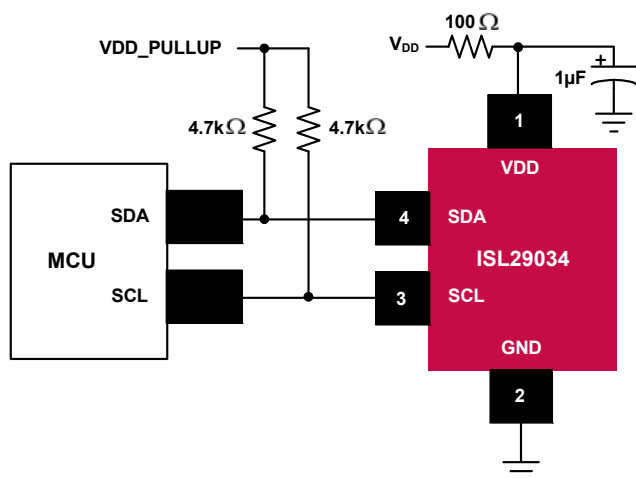 100Ω
VDD_PULLUP
VDD
1µF
+
4.7kΩ
4.7kΩ
1
VDD
MCU
SDA
SCL
4
SDA
ISL29034
3
SCL
GND
2